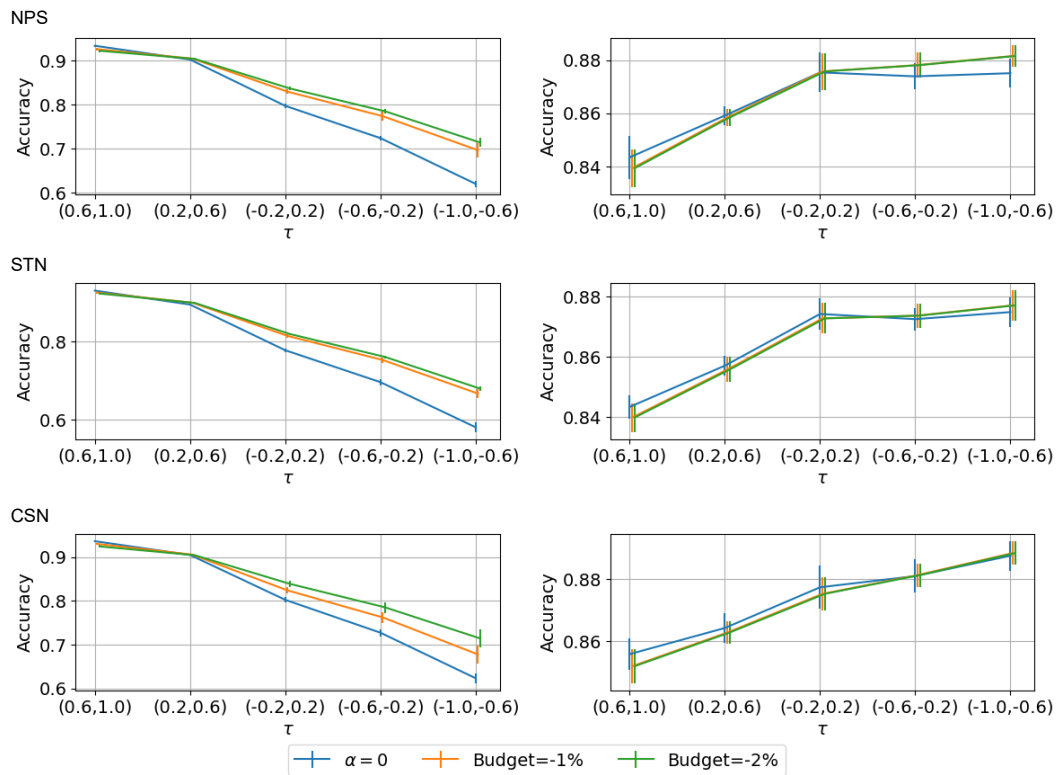 NPS
Accuracy
0.9
0.8
0.7
0.6
(0.6,1.0) (0.2,0.6) (-0.2,0.2) (-0.6,-0.2) (-1.0,-0.6)
τ
Accuracy
0.88
0.86
0.84
(0.6,1.0) (0.2,0.6) (-0.2,0.2) (-0.6,-0.2) (-1.0,-0.6)
τ
STN
Accuracy
0.8
0.6
(0.6,1.0) (0.2,0.6) (-0.2,0.2) (-0.6,-0.2) (-1.0,-0.6)
τ
Accuracy
0.88
0.86
0.84
(0.6,1.0) (0.2,0.6) (-0.2,0.2) (-0.6,-0.2) (-1.0,-0.6)
τ
CSN
Accuracy
0.9
0.8
0.7
0.6
(0.6,1.0) (0.2,0.6) (-0.2,0.2) (-0.6,-0.2) (-1.0,-0.6)
τ
Accuracy
0.88
0.86
(0.6,1.0) (0.2,0.6) (-0.2,0.2) (-0.6,-0.2) (-1.0,-0.6)
τ
α = 0 Budget=-1% Budget=-2%